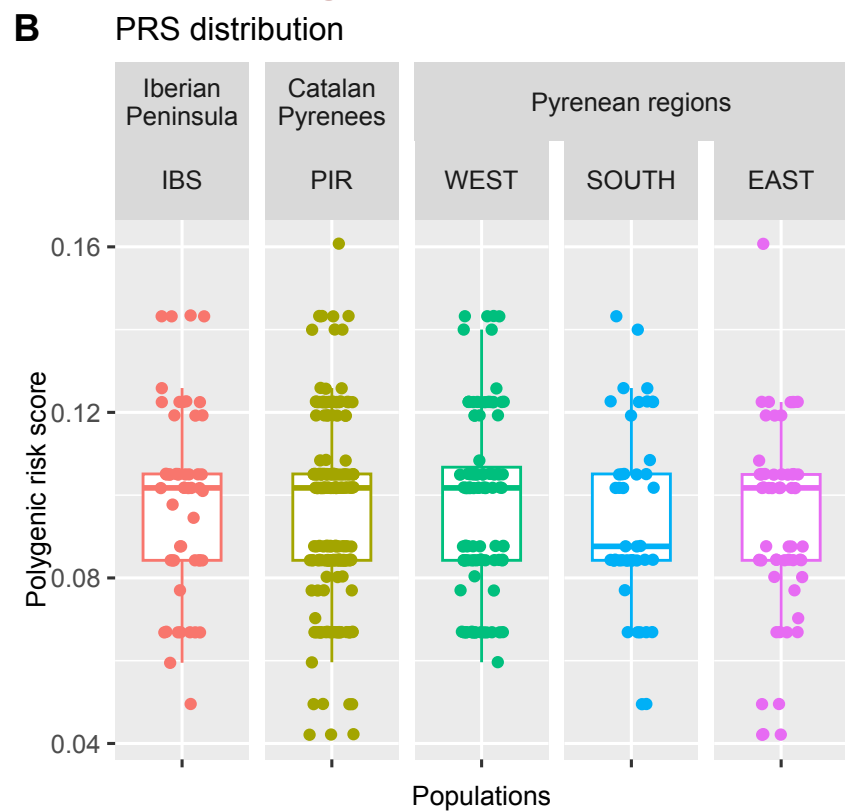 B PRS distribution
Iberian
Peninsula
Catalan
Pyrenees
Pyrenean regions
IBS
PIR
WEST
SOUTH
EAST
Polygenic risk score
0.16
0.12
0.08
0.04
Populations